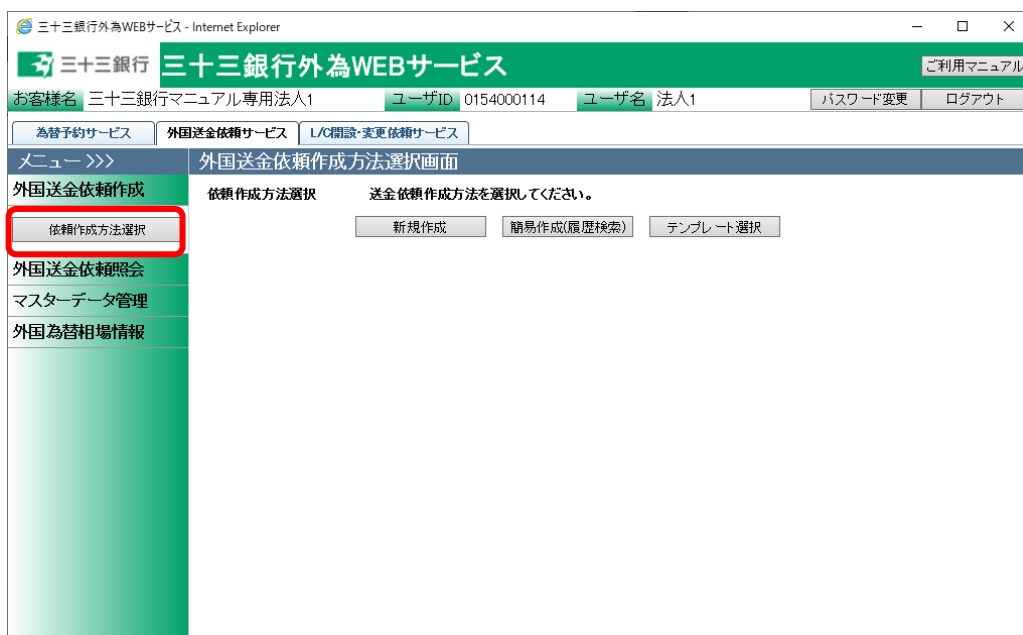 三十三銀行外為WEBサービス - Internet Explorer
三十三銀行 三十三銀行外為WEBサービス ご利用マニュアル
お客様名 三十三銀行マニュアル専用法人1 ユーザID 0154000114 ユーザ名 法人1 パスワード変更 ログアウト
為替予約サービス 外国送金依頼サービス L/C開設・変更依頼サービス
メニュー >>> 外国送金依頼作成方法選択画面
外国送金依頼作成 依頼作成方法選択 送金依頼作成方法を選択してください。
依頼作成方法選択 新規作成 簡易作成(履歴検索) テンプレート選択
外国送金依頼照会
マスターデータ管理
外国為替相場情報